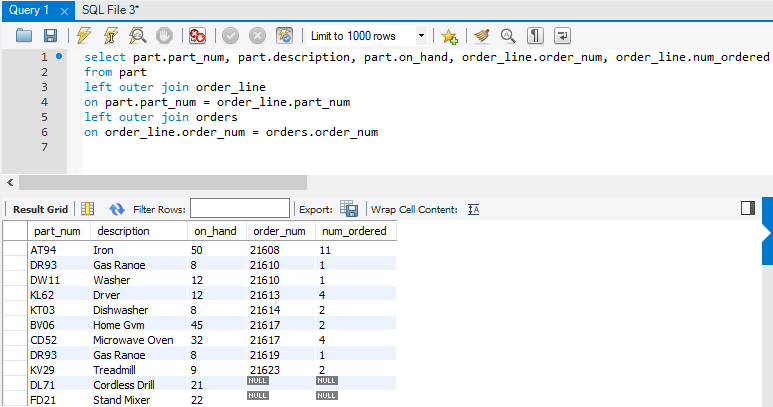 Query 1 SQL File 3*
Limit to 1000 rows
1 select part.part_num, part.description, part.on_hand, order_line.order_num, order_line.num_ordered
2 from part
3 left outer join order_line
4 on part.part_num = order_line.part_num
5 left outer join orders
6 on order_line.order_num = orders.order_num
7
Result Grid Filter Rows: Export: Wrap Cell Content:
part_num description on_hand order_num num_ordered
AT94 Iron 50 21608 11
DR93 Gas Range 8 21610 1
DW11 Washer 12 21610 1
KL62 Dryer 12 21613 4
KT03 Dishwasher 8 21614 2
BV06 Home Gym 45 21617 2
CD52 Microwave Oven 32 21617 4
DR93 Gas Range 8 21619 1
KV29 Treadmill 9 21623 2
DL71 Cordless Drill 21 NULL NULL
FD21 Stand Mixer 22 NULL NULL